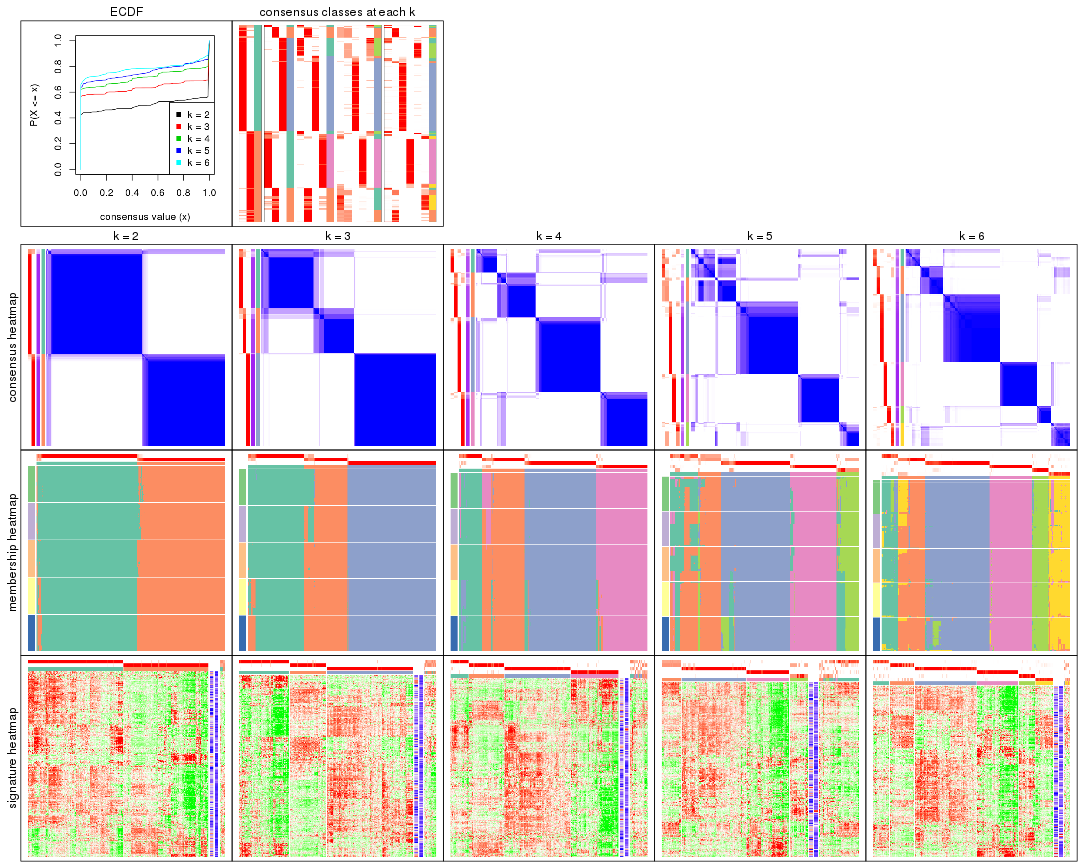 ECDF
consensus classes at each k
P(X <= x)
0.0
0.2
0.4
0.6
0.8
1.0
k = 2
k = 3
k = 4
k = 5
k = 6
0.0 0.2 0.4 0.6 0.8 1.0
consensus value (x)
k = 2
k = 3
k = 4
k = 5
k = 6
consensus heatmap
membership heatmap
signature heatmap